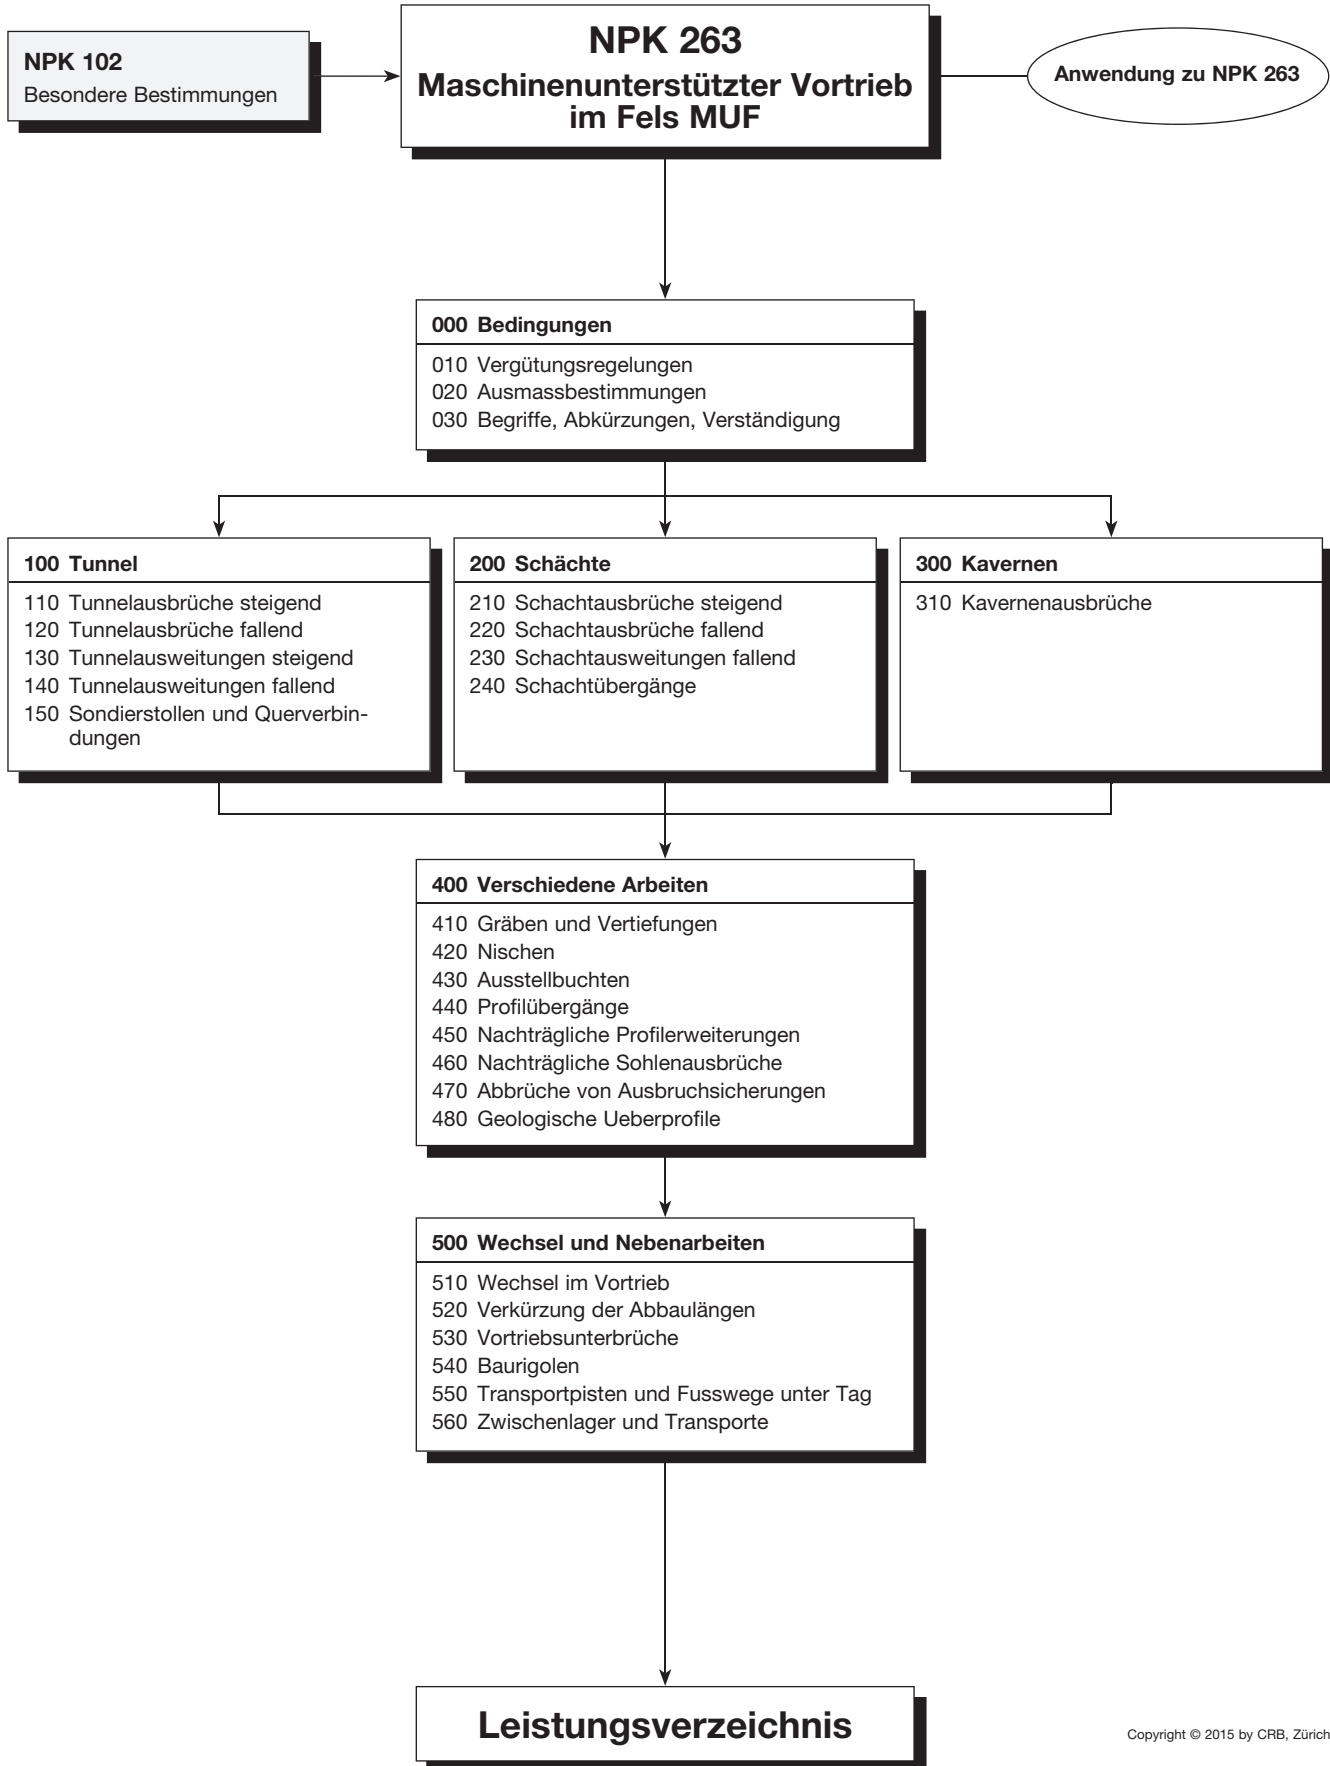 NPK 102
Besondere Bestimmungen
NPK 263
Maschinenunterstützter Vortrieb
im Fels MUF
Anwendung zu NPK 263
000 Bedingungen
010 Vergütungsregelungen
020 Ausmassbestimmungen
030 Begriffe, Abkürzungen, Verständigung
100 Tunnel
110 Tunnelausbrüche steigend
120 Tunnelausbrüche fallend
130 Tunnelausweitungen steigend
140 Tunnelausweitungen fallend
150 Sondierstollen und Querverbin-
dungen
200 Schächte
210 Schachtausbrüche steigend
220 Schachtausbrüche fallend
230 Schachtausweitungen fallend
240 Schachtübergänge
300 Kavernen
310 Kavernenausbrüche
400 Verschiedene Arbeiten
410 Gräben und Vertiefungen
420 Nischen
430 Ausstellbuchten
440 Profilübergänge
450 Nachträgliche Profilerweiterungen
460 Nachträgliche Sohlenausbrüche
470 Abbrüche von Ausbruchsicherungen
480 Geologische Ueberprofile
500 Wechsel und Nebenarbeiten
510 Wechsel im Vortrieb
520 Verkürzung der Abbaulängen
530 Vortriebsunterbrüche
540 Baurigolen
550 Transportpisten und Fusswege unter Tag
560 Zwischenlager und Transporte
Leistungsverzeichnis
Copyright © 2015 by CRB, Zürich